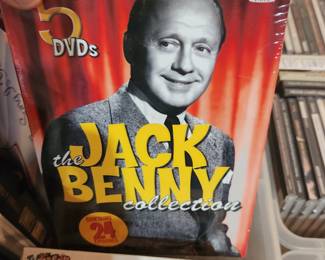 5
DVDs
the JACK
BENNY
collection
24